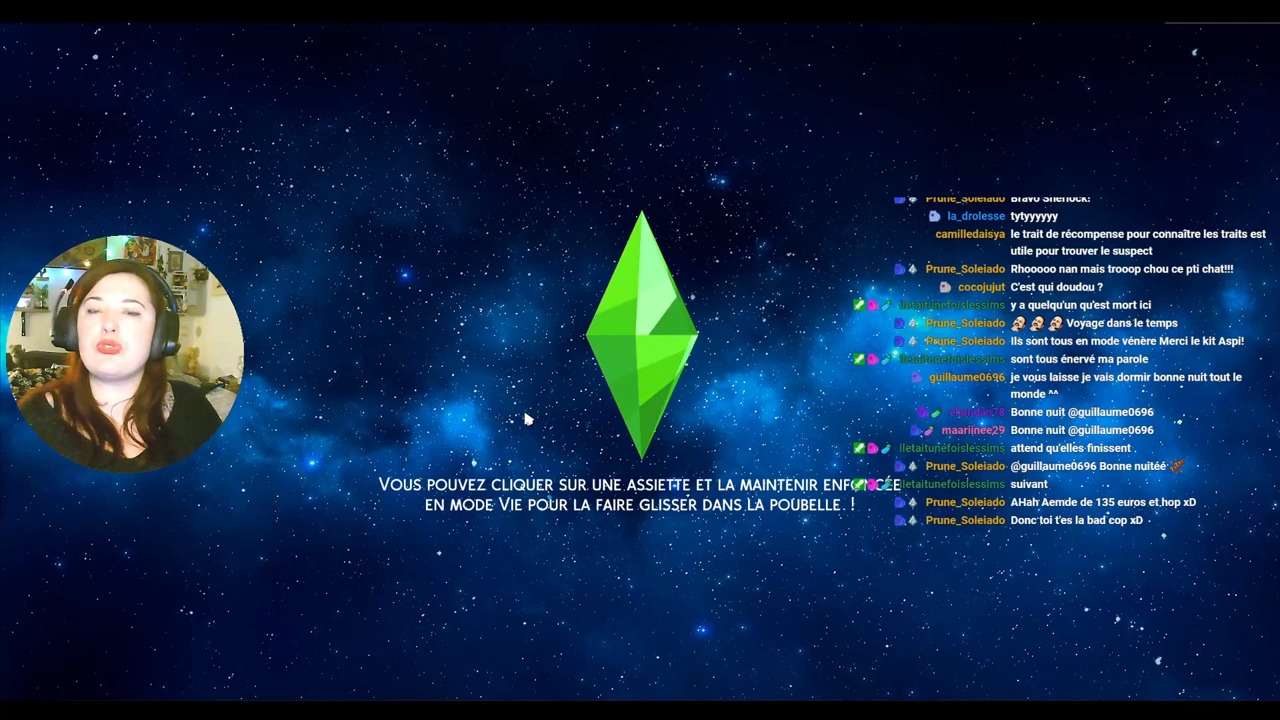 Prune_Soleiado Bravo Sherlock!
la_drolesse tytyyyyyy
camilledaisya le trait de récompense pour connaître les traits est
utile pour trouver le suspect
Prune_Soleiado Rhooooo nan mais trooop chou ce pti chat!!!
cocojujut C'est qui doudou ?
iletaitunefoislessims y a quelqu'un qu'est mort ici
Prune_Soleiado Voyage dans le temps
Prune_Soleiado Ils sont tous en mode vénère Merci le kit Aspi!
iletaitunefoislessims sont tous énervé ma parole
guillaume0696 je vous laisse je vais dormir bonne nuit tout le
monde ^^
Bonne nuit @guillaume0696
maariinee29 Bonne nuit @guillaume0696
iletaitunefoislessims attend qu'elles finissent
Prune_Soleiado @guillaume0696 Bonne nuitéé
iletaitunefoislessims suivant
Prune_Soleiado AHah Aemde de 135 euros et hop xD
Prune_Soleiado Donc toi t'es la bad cop xD
Vous pouvez cliquer sur une assiette et la maintenir enfoncée
en mode Vie pour la faire glisser dans la poubelle. !